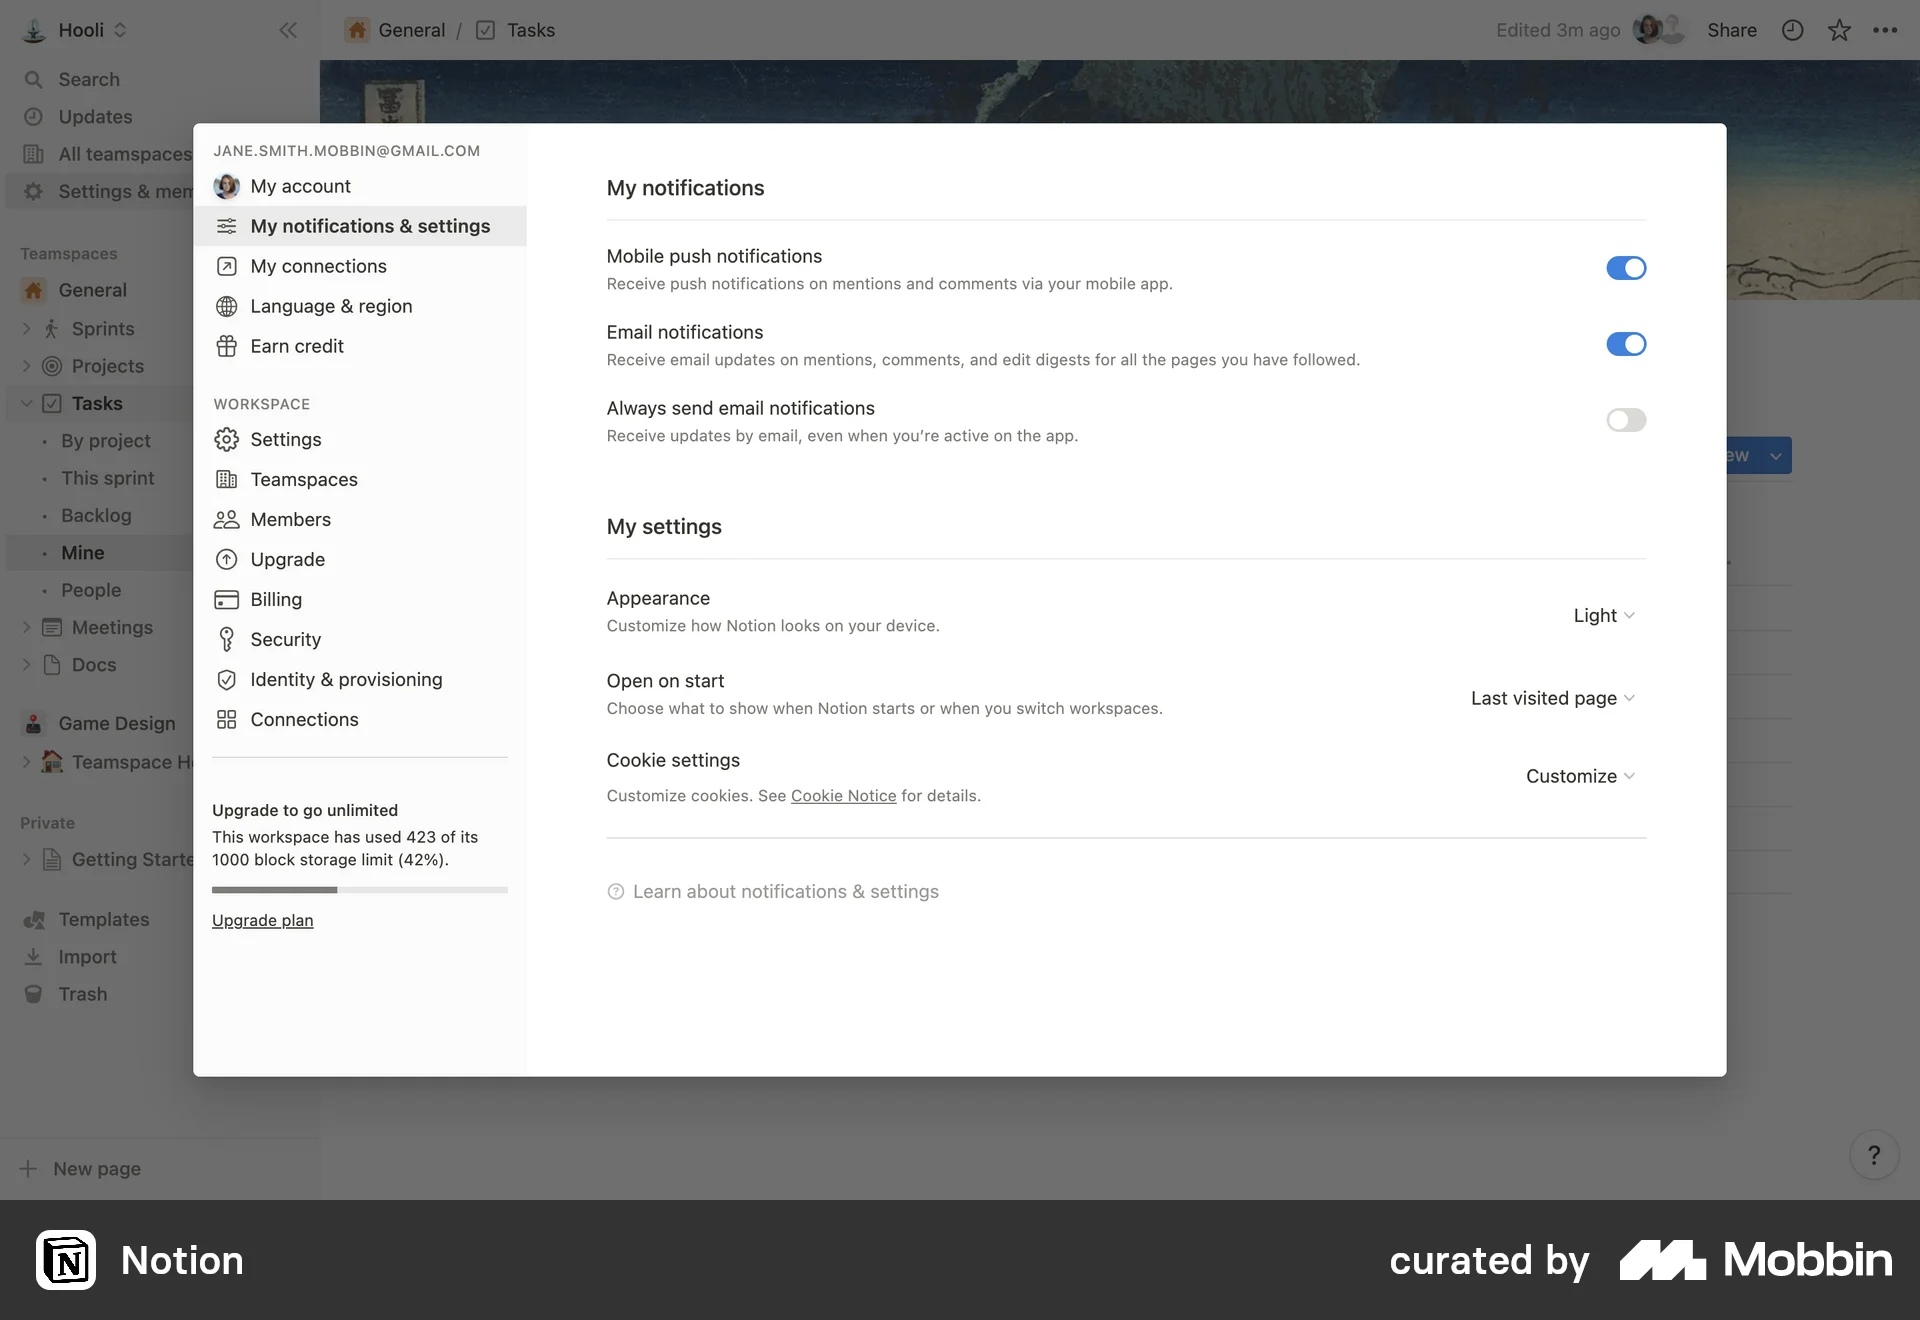 Hooli
General / Tasks
Edited 3m ago
Share
Search
Updates
All teamspaces
Settings & mem
Teamspaces
General
Sprints
Projects
Tasks
By project
This sprint
Backlog
Mine
People
Meetings
Docs
Game Design
Teamspace H
Private
Getting Starte
Templates
Import
Trash
New page
JANE.SMITH.MOBBIN@GMAIL.COM
My account
My notifications & settings
My connections
Language & region
Earn credit
WORKSPACE
Settings
Teamspaces
Members
Upgrade
Billing
Security
Identity & provisioning
Connections
Upgrade to go unlimited
This workspace has used 423 of its
1000 block storage limit (42%).
Upgrade plan
My notifications
Mobile push notifications
Receive push notifications on mentions and comments via your mobile app.
Email notifications
Receive email updates on mentions, comments, and edit digests for all the pages you have followed.
Always send email notifications
Receive updates by email, even when you’re active on the app.
My settings
Appearance
Customize how Notion looks on your device.
Light
Open on start
Choose what to show when Notion starts or when you switch workspaces.
Last visited page
Cookie settings
Customize cookies. See Cookie Notice for details.
Customize
Learn about notifications & settings
ew
?
Notion
curated by Mobbin